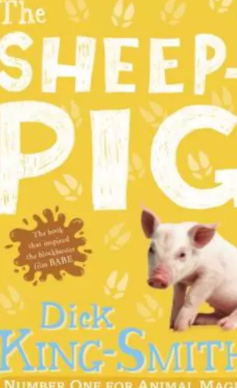 The
SHEEP-
PIG
The book
that inspired
the blockbuster
film BABE
Dick
KING-SMITH
NUMBER ONE FOR ANIMAL MAG